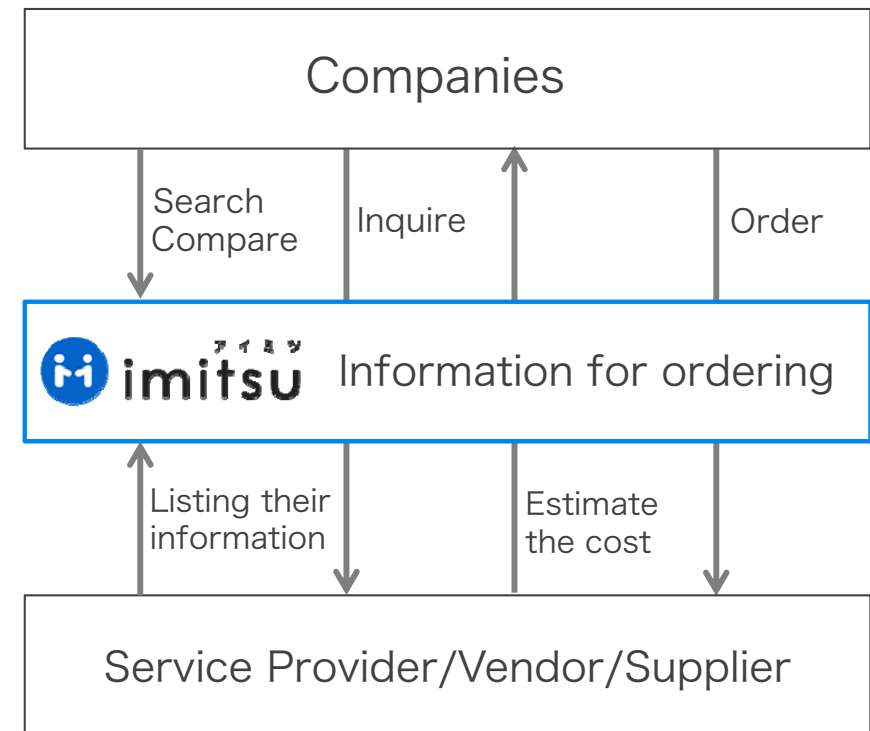 Companies
Search
Compare
Inquire
Order
アイミツ
imitsu
Information for ordering
Listing their
information
Estimate
the cost
Service Provider/Vendor/Supplier